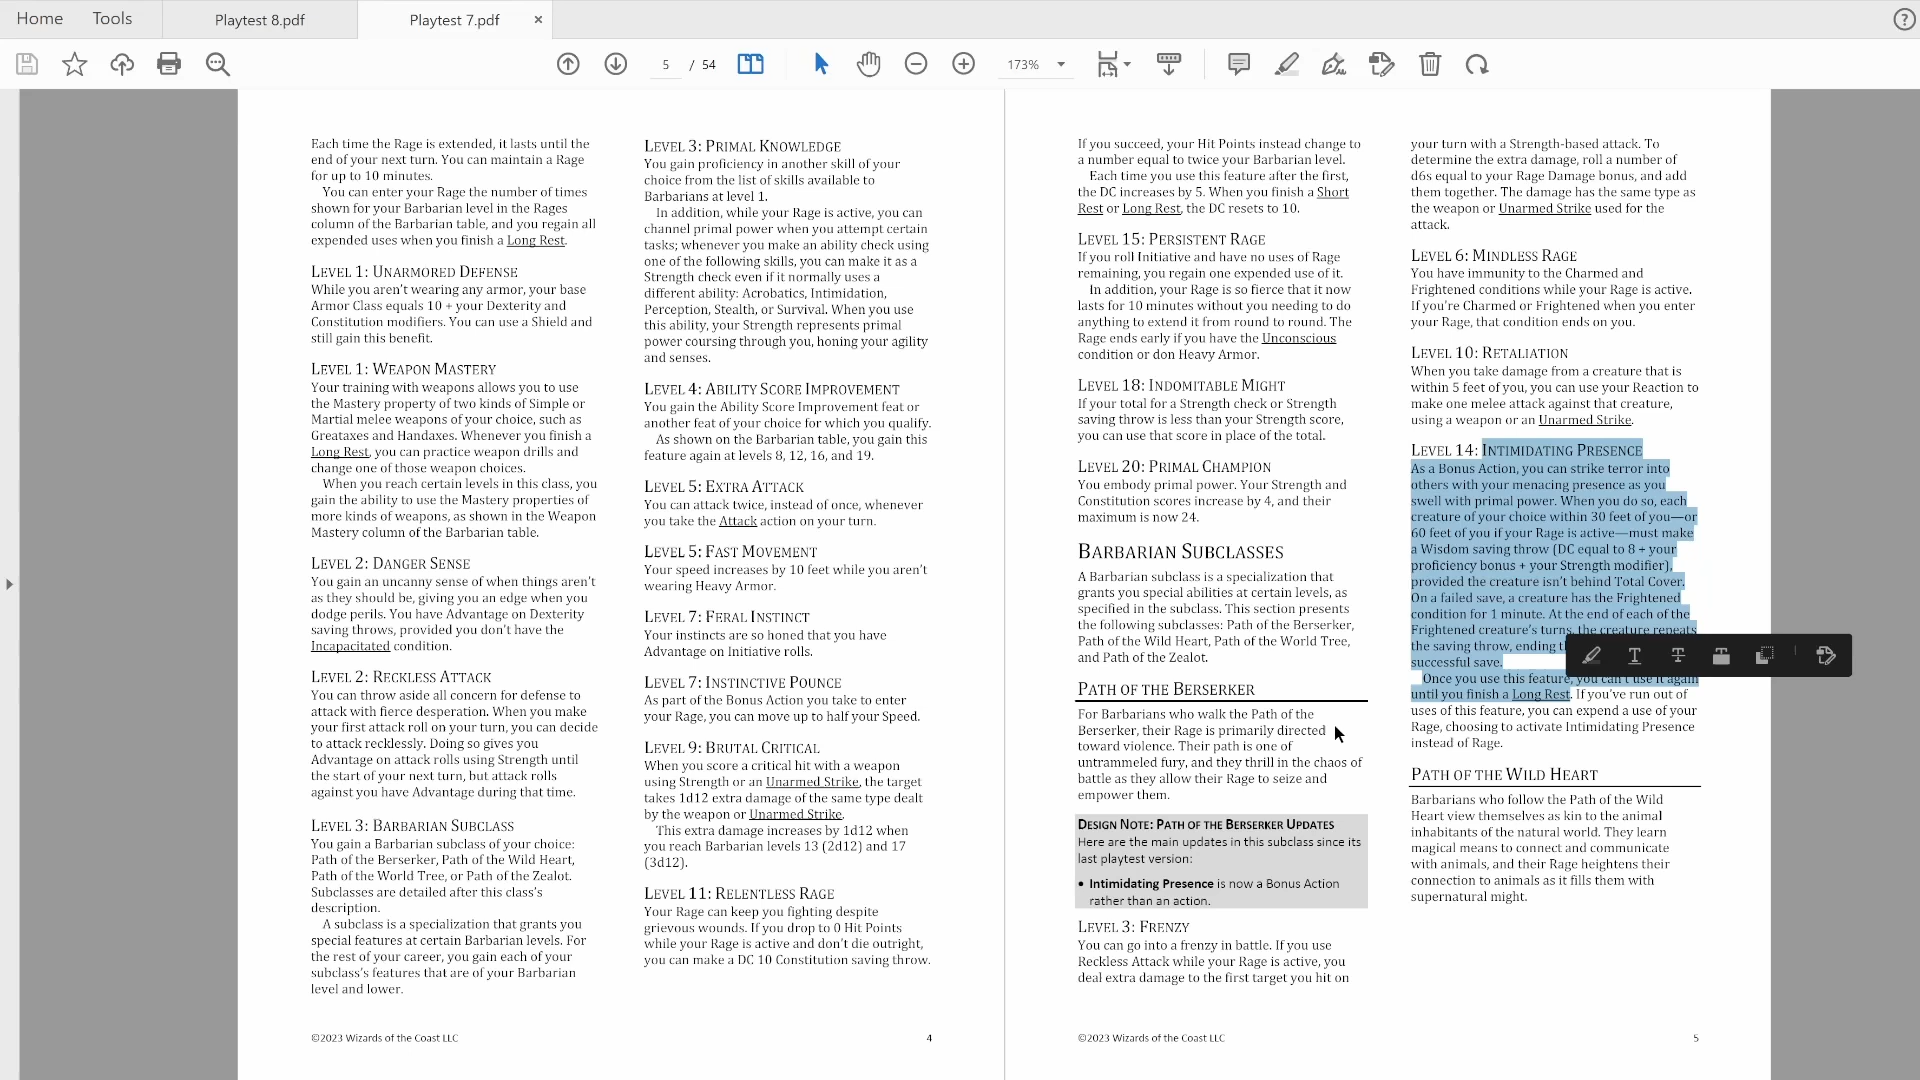 Home
Tools
Playtest 8.pdf
Playtest 7.pdf
5 / 54
173%
Each time the Rage is extended, it lasts until the
end of your next turn. You can maintain a Rage
for up to 10 minutes.
You can enter your Rage the number of times
shown for your Barbarian level in the Rages
column of the Barbarian table, and you regain all
expended uses when you finish a Long Rest.
LEVEL 1: UNARMORED DEFENSE
While you aren't wearing any armor, your base
Armor Class equals 10 + your Dexterity and
Constitution modifiers. You can use a Shield and
still gain this benefit.
LEVEL 1: WEAPON MASTERY
Your training with weapons allows you to use
the Mastery property of two kinds of Simple or
Martial melee weapons of your choice, such as
Greataxes and Handaxes. Whenever you finish a
Long Rest, you can practice weapon drills and
change one of those weapon choices.
When you reach certain levels in this class, you
gain the ability to use the Mastery properties of
more kinds of weapons, as shown in the Weapon
Mastery column of the Barbarian table.
LEVEL 2: DANGER SENSE
You gain an uncanny sense of when things aren't
as they should be, giving you an edge when you
dodge perils. You have Advantage on Dexterity
saving throws, provided you don't have the
Incapacitated condition.
LEVEL 2: RECKLESS ATTACK
You can throw aside all concern for defense to
attack with fierce desperation. When you make
your first attack roll on your turn, you can decide
to attack recklessly. Doing so gives you
Advantage on attack rolls using Strength until
the start of your next turn, but attack rolls
against you have Advantage during that time.
LEVEL 3: BARBARIAN SUBCLASS
You gain a Barbarian subclass of your choice:
Path of the Berserker, Path of the Wild Heart,
Path of the World Tree, or Path of the Zealot.
Subclasses are detailed after this class's
description.
A subclass is a specialization that grants you
special features at certain Barbarian levels. For
the rest of your career, you gain each of your
subclass's features that are of your Barbarian
level and lower.
LEVEL 3: PRIMAL KNOWLEDGE
You gain proficiency in another skill of your
choice from the list of skills available to
Barbarians at level 1.
In addition, while your Rage is active, you can
channel primal power when you attempt certain
tasks; whenever you make an ability check using
one of the following skills, you can make it as a
Strength check even if it normally uses a
different ability: Acrobatics, Intimidation,
Perception, Stealth, or Survival. When you use
this ability, your Strength represents primal
power coursing through you, honing your agility
and senses.
LEVEL 4: ABILITY SCORE IMPROVEMENT
You gain the Ability Score Improvement feat or
another feat of your choice for which you qualify.
As shown on the Barbarian table, you gain this
feature again at levels 8, 12, 16, and 19.
LEVEL 5: EXTRA ATTACK
You can attack twice, instead of once, whenever
you take the Attack action on your turn.
LEVEL 5: FAST MOVEMENT
Your speed increases by 10 feet while you aren't
wearing Heavy Armor.
LEVEL 7: FERAL INSTINCT
Your instincts are so honed that you have
Advantage on Initiative rolls.
LEVEL 7: INSTINCTIVE POUNCE
As part of the Bonus Action you take to enter
your Rage, you can move up to half your Speed.
LEVEL 9: BRUTAL CRITICAL
When you score a critical hit with a weapon
using Strength or an Unarmed Strike, the target
takes 1d12 extra damage of the same type dealt
by the weapon or Unarmed Strike.
This extra damage increases by 1d12 when
you reach Barbarian levels 13 (2d12) and 17
(3d12).
LEVEL 11: RELENTLESS RAGE
Your Rage can keep you fighting despite
grievous wounds. If you drop to 0 Hit Points
while your Rage is active and don't die outright,
you can make a DC 10 Constitution saving throw.
©2023 Wizards of the Coast LLC
4
If you succeed, your Hit Points instead change to
a number equal to twice your Barbarian level.
Each time you use this feature after the first,
the DC increases by 5. When you finish a Short
Rest or Long Rest, the DC resets to 10.
LEVEL 15: PERSISTENT RAGE
If you roll Initiative and have no uses of Rage
remaining, you regain one expended use of it.
In addition, your Rage is so fierce that it now
lasts for 10 minutes without you needing to do
anything to extend it from round to round. The
Rage ends early if you have the Unconscious
condition or don Heavy Armor.
LEVEL 18: INDOMITABLE MIGHT
If your total for a Strength check or Strength
saving throw is less than your Strength score,
you can use that score in place of the total.
LEVEL 20: PRIMAL CHAMPION
You embody primal power. Your Strength and
Constitution scores increase by 4, and their
maximum is now 24.
BARBARIAN SUBCLASSES
A Barbarian subclass is a specialization that
grants you special abilities at certain levels, as
specified in the subclass. This section presents
the following subclasses: Path of the Berserker,
Path of the Wild Heart, Path of the World Tree,
and Path of the Zealot.
PATH OF THE BERSERKER
For Barbarians who walk the Path of the
Berserker, their Rage is primarily directed
toward violence. Their path is one of
untrammeled fury, and they thrill in the chaos of
battle as they allow their Rage to seize and
empower them.
DESIGN NOTE: PATH OF THE BERSERKER UPDATES
Here are the main updates in this subclass since its
last playtest version:
• Intimidating Presence is now a Bonus Action
rather than an action.
LEVEL 3: FRENZY
You can go into a frenzy in battle. If you use
Reckless Attack while your Rage is active, you
deal extra damage to the first target you hit on
your turn with a Strength-based attack. To
determine the extra damage, roll a number of
d6s equal to your Rage Damage bonus, and add
them together. The damage has the same type as
the weapon or Unarmed Strike used for the
attack.
LEVEL 6: MINDLESS RAGE
You have immunity to the Charmed and
Frightened conditions while your Rage is active.
If you're Charmed or Frightened when you enter
your Rage, that condition ends on you.
LEVEL 10: RETALIATION
When you take damage from a creature that is
within 5 feet of you, you can use your Reaction to
make one melee attack against that creature,
using a weapon or an Unarmed Strike.
LEVEL 14: INTIMIDATING PRESENCE
As a Bonus Action, you can strike terror into
others with your menacing presence as you
swell with primal power. When you do so, each
creature of your choice within 30 feet of you—or
60 feet of you if your Rage is active—must make
a Wisdom saving throw (DC equal to 8 + your
proficiency bonus + your Strength modifier),
provided the creature isn't behind Total Cover.
On a failed save, a creature has the Frightened
condition for 1 minute. At the end of each of the
Frightened creature's turns, the creature repeats
the saving throw, ending
successful save.
Once you use this feature, you can't use it again
until you finish a Long Rest. If you've run out of
uses of this feature, you can expend a use of your
Rage, choosing to activate Intimidating Presence
instead of Rage.
PATH OF THE WILD HEART
Barbarians who follow the Path of the Wild
Heart view themselves as kin to the animal
inhabitants of the natural world. They learn
magical means to connect and communicate
with animals, and their Rage heightens their
connection to animals as it fills them with
supernatural might.
©2023 Wizards of the Coast LLC
5